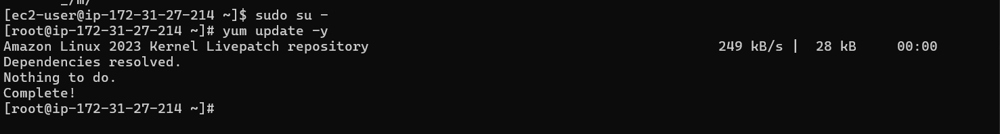 _/m/'
[ec2-user@ip-172-31-27-214 ~]$ sudo su -
[root@ip-172-31-27-214 ~]# yum update -y
Amazon Linux 2023 Kernel Livepatch repository 249 kB/s | 28 kB 00:00
Dependencies resolved.
Nothing to do.
Complete!
[root@ip-172-31-27-214 ~]#